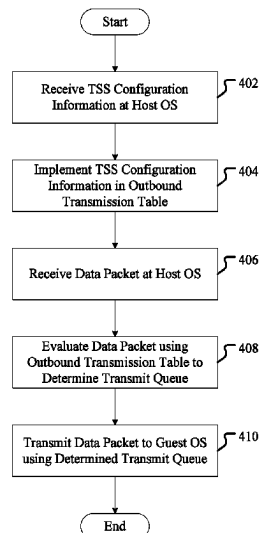 Start
402
Receive TSS Configuration
Information at Host OS
404
Implement TSS Configuration
Information in Outbound
Transmission Table
406
Receive Data Packet at Host OS
408
Evaluate Data Packet using
Outbound Transmission Table to
Determine Transmit Queue
410
Transmit Data Packet to Guest OS
using Determined Transmit Queue
End